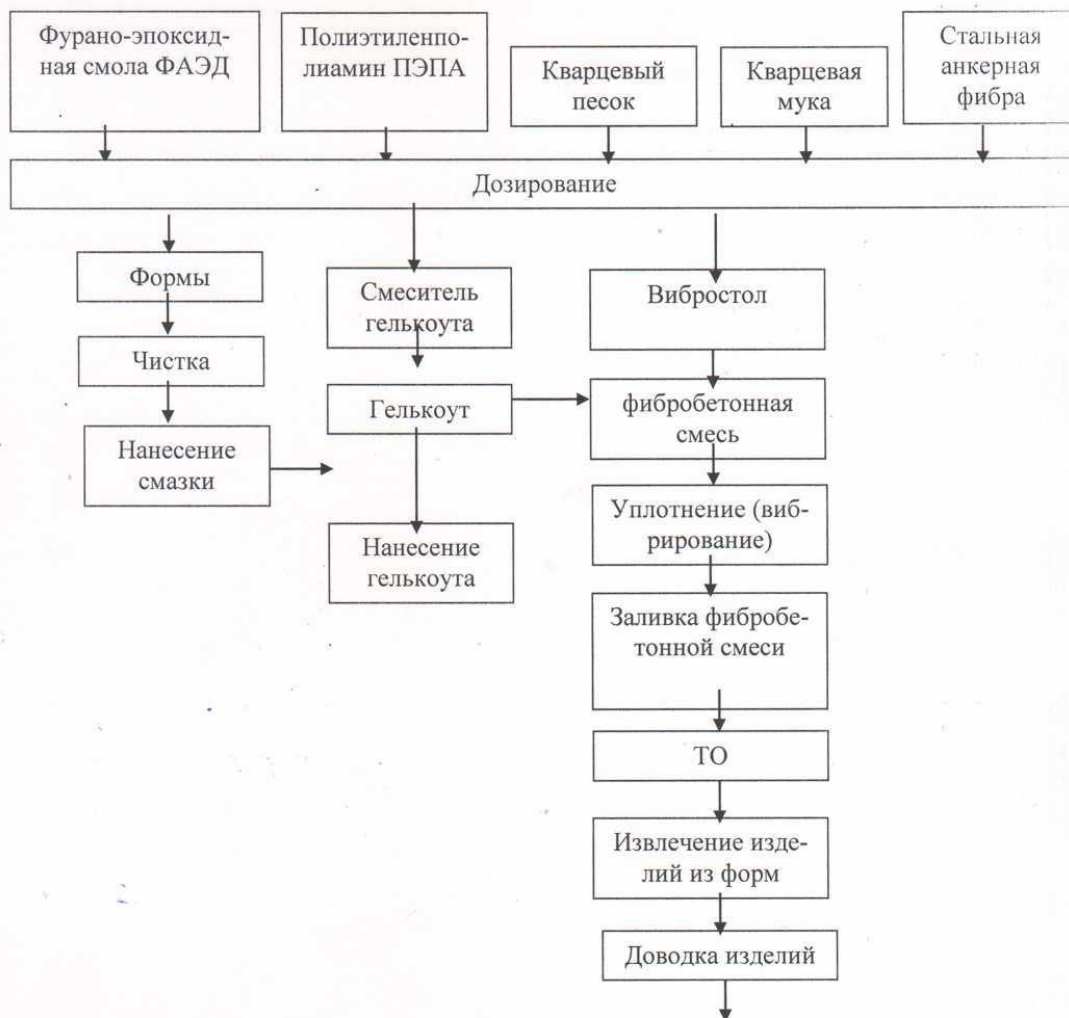 Фурано-эпоксид-
ная смола ФАЭД
Полиэтиленпо-
лиамин ПЭПА
Кварцевый
песок
Кварцевая
мука
Стальная
анкерная
фибра
Дозирование
Формы
Чистка
Нанесение
смазки
Смеситель
гелькоута
Гелькоут
Нанесение
гелькоута
Вибростол
фибробетонная
смесь
Уплотнение (виб-
рирование)
Заливка фибробе-
тонной смеси
ТО
Извлечение изде-
лий из форм
Доводка изделий